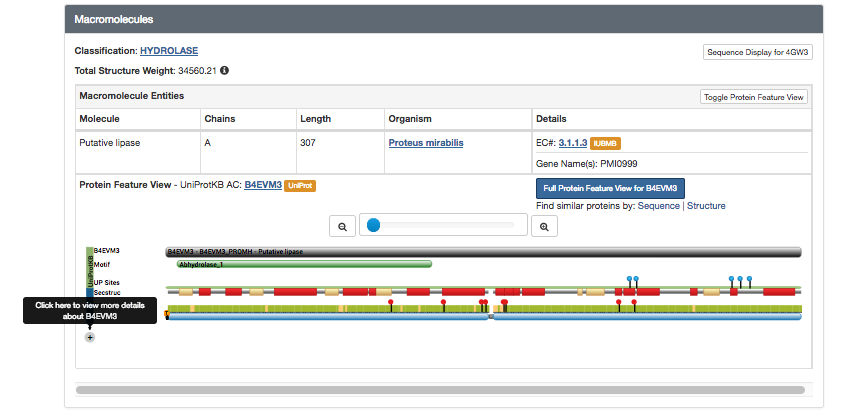 Macromolecules
Classification: HYDROLASE
Sequence Display for 4GW3
Total Structure Weight: 34560.21
Macromolecule Entities
Toggle Protein Feature View
Molecule Chains Length Organism Details
Putative lipase A 307 Proteus mirabilis EC#: 3.1.1.3 IUBMB
Gene Name(s): PMI0999
Protein Feature View - UniProtKB AC: B4EVM3 UniProt
Full Protein Feature View for B4EVM3
Find similar proteins by: Sequence | Structure
B4EVM3 B4EVM3 - B4EVM3_PROMH - Putative lipase
Motif Abhydrolase_1
UniProtKB
UP Sites
Secstruc
Click here to view more details
about B4EVM3